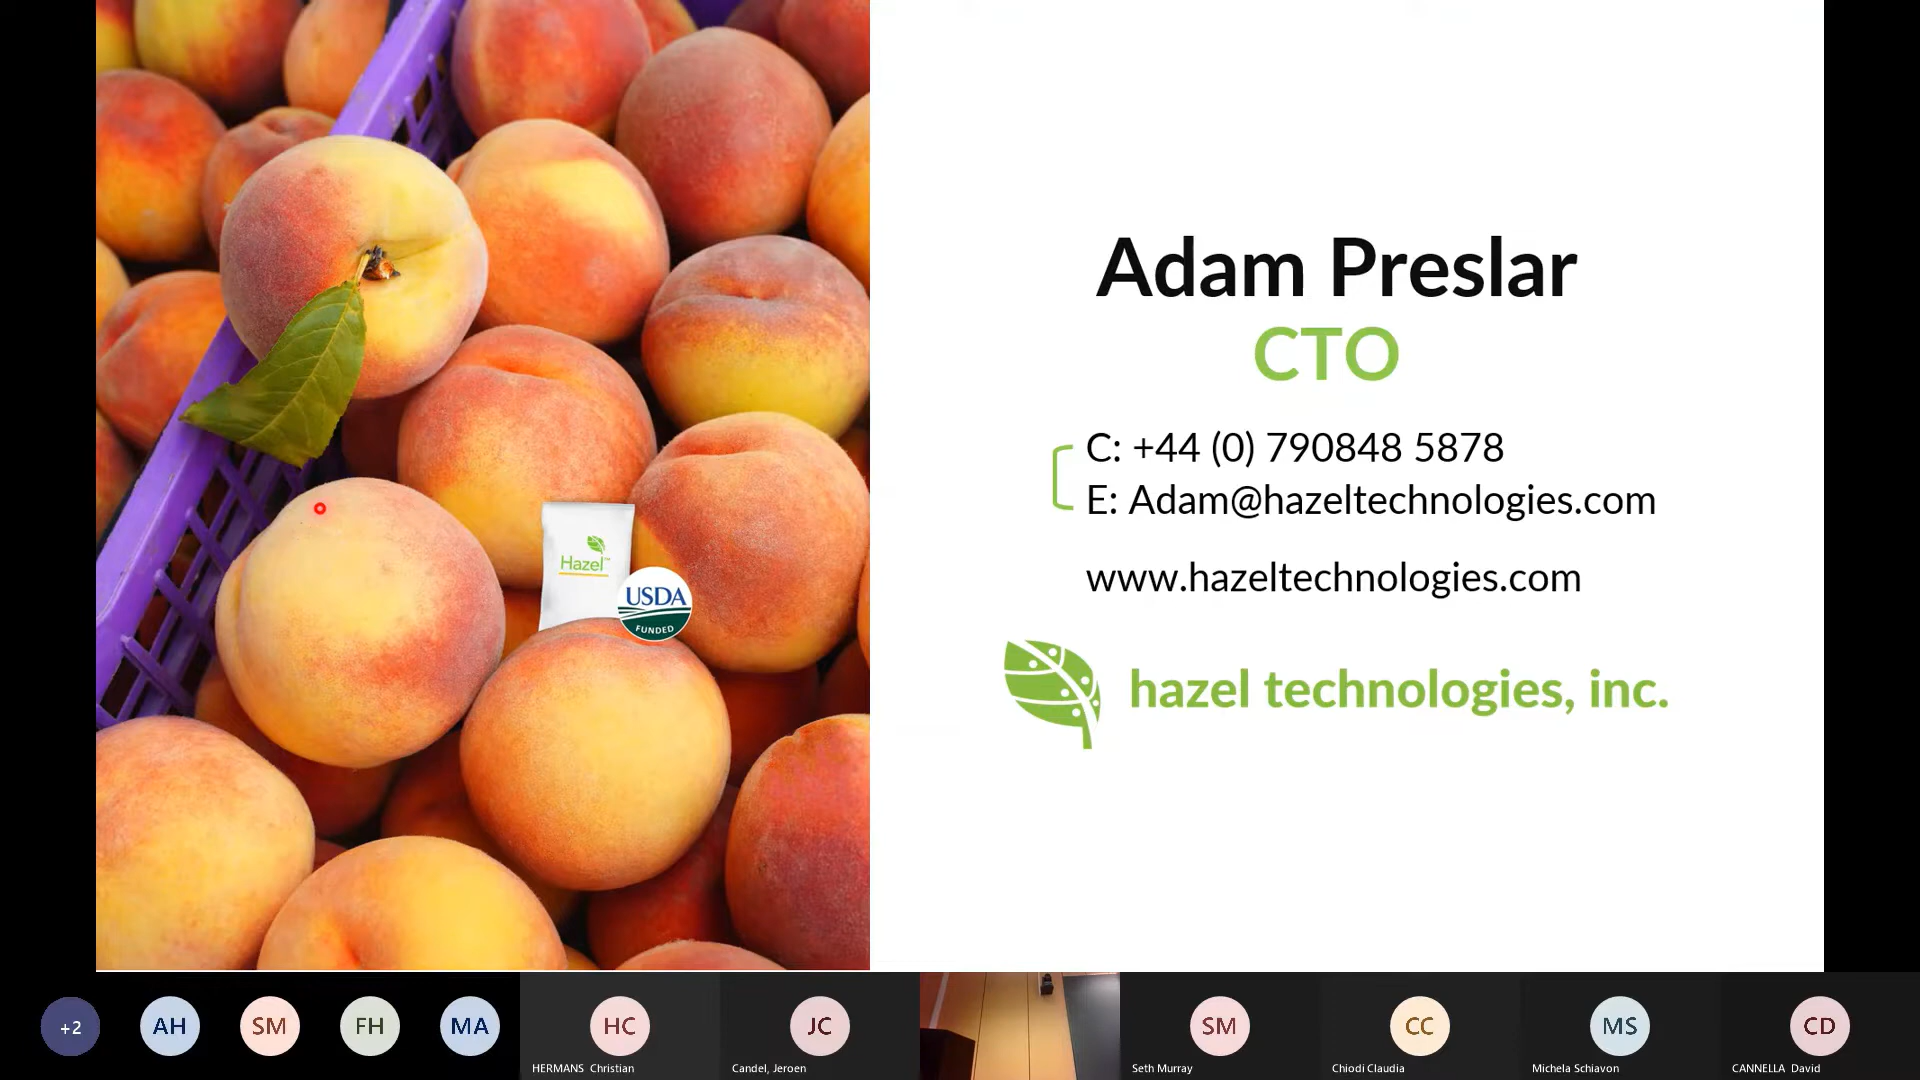 Adam Preslar
CTO
C: +44 (0) 790848 5878
E: Adam@hazeltechnologies.com
www.hazeltechnologies.com
hazel technologies, inc.
Hazel™
USDA
FUNDED
+2
AH
SM
FH
MA
HC
HERMANS Christian
JC
Candel, Jeroen
SM
Seth Murray
CC
Chiodi Claudia
MS
Michela Schiavon
CD
CANNELLA David